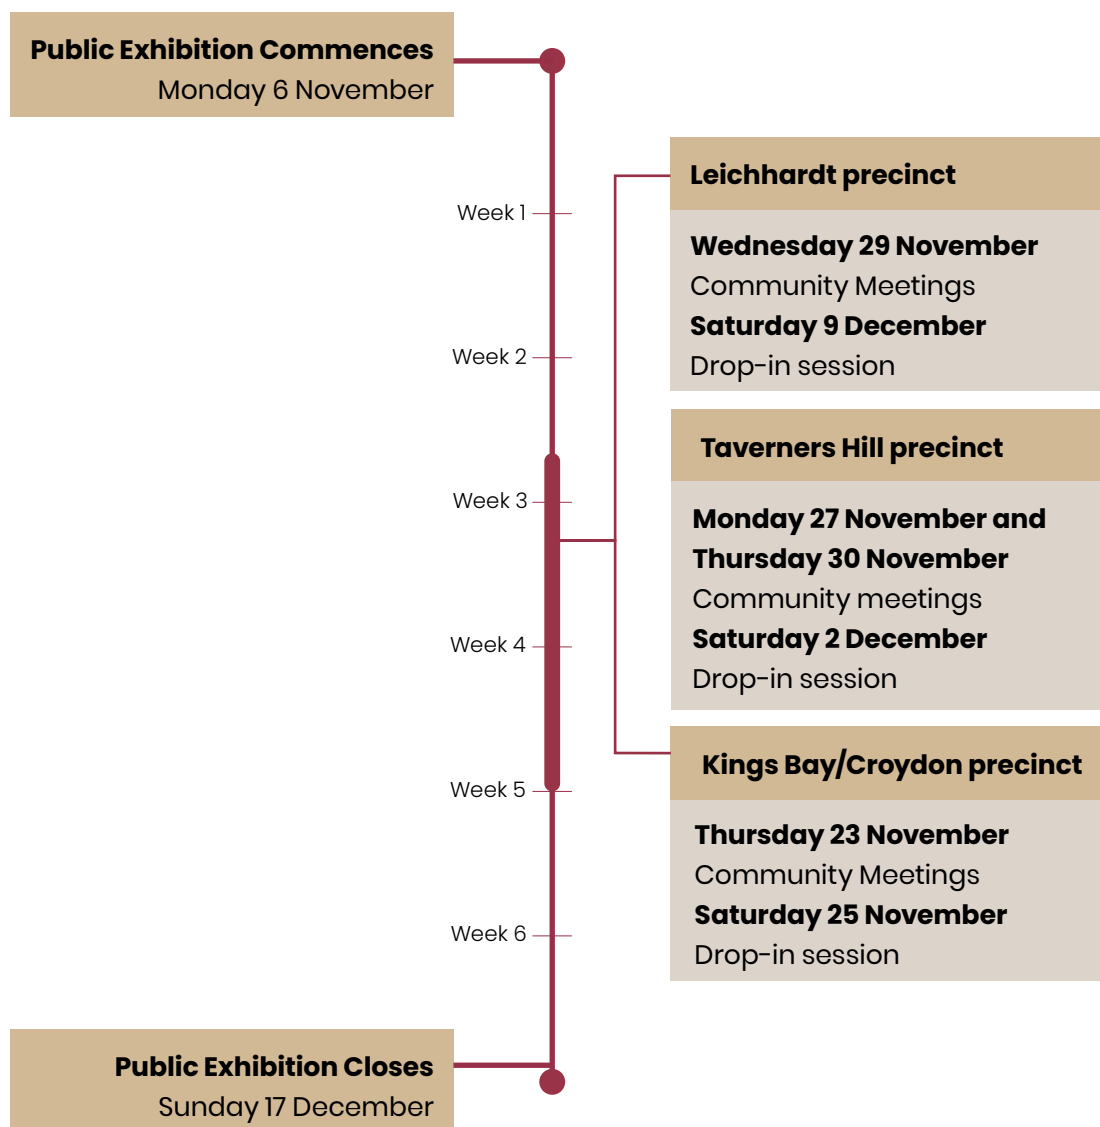 Public Exhibition Commences
Monday 6 November
Week 1
Week 2
Week 3
Week 4
Week 5
Week 6
Public Exhibition Closes
Sunday 17 December
Leichhardt precinct
Wednesday 29 November
Community Meetings
Saturday 9 December
Drop-in session
Taverners Hill precinct
Monday 27 November and
Thursday 30 November
Community meetings
Saturday 2 December
Drop-in session
Kings Bay/Croydon precinct
Thursday 23 November
Community Meetings
Saturday 25 November
Drop-in session